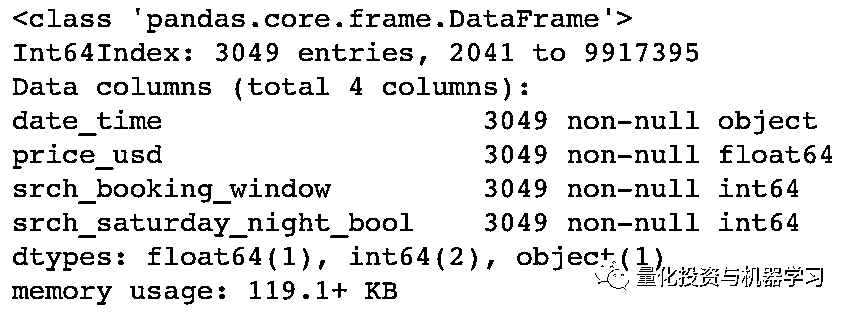 <class 'pandas.core.frame.DataFrame'>
Int64Index: 3049 entries, 2041 to 9917395
Data columns (total 4 columns):
date_time                    3049 non-null object
price_usd                    3049 non-null float64
srch_booking_window          3049 non-null int64
srch_saturday_night_bool     3049 non-null int64
dtypes: float64(1), int64(2), object(1)
memory usage: 119.1+ KB
量化投资与机器学习